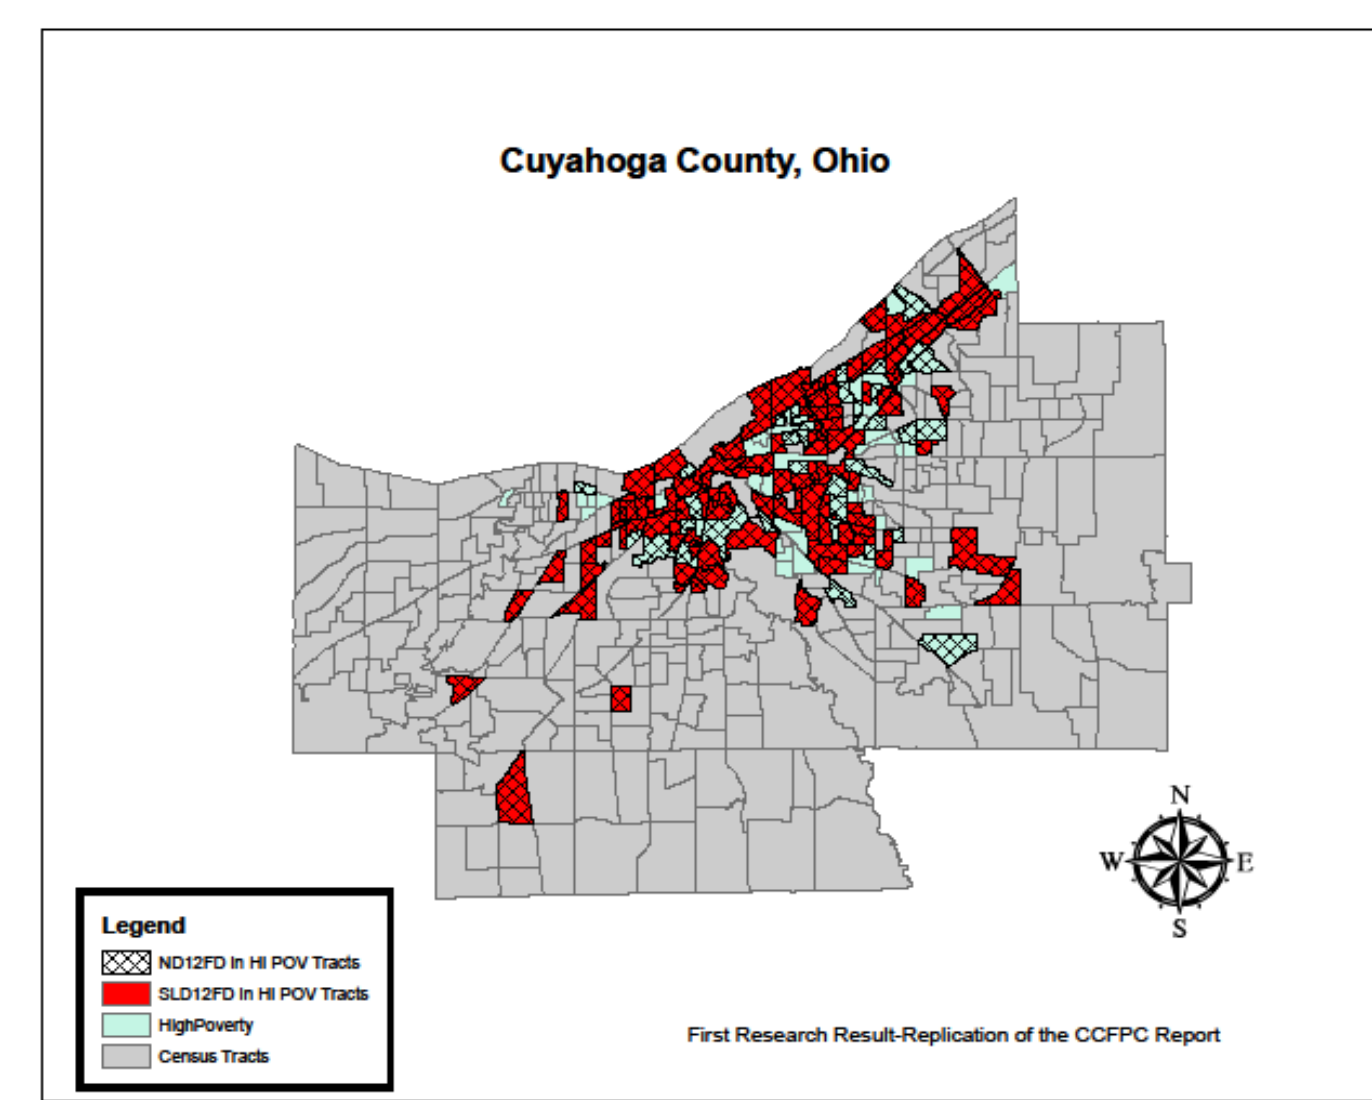 Cuyahoga County, Ohio
N
W E
S
Legend
ND12FD in HI POV Tracts
SLD12FD in HI POV Tracts
HighPoverty
Census Tracts
First Research Result-Replication of the CCFPC Report